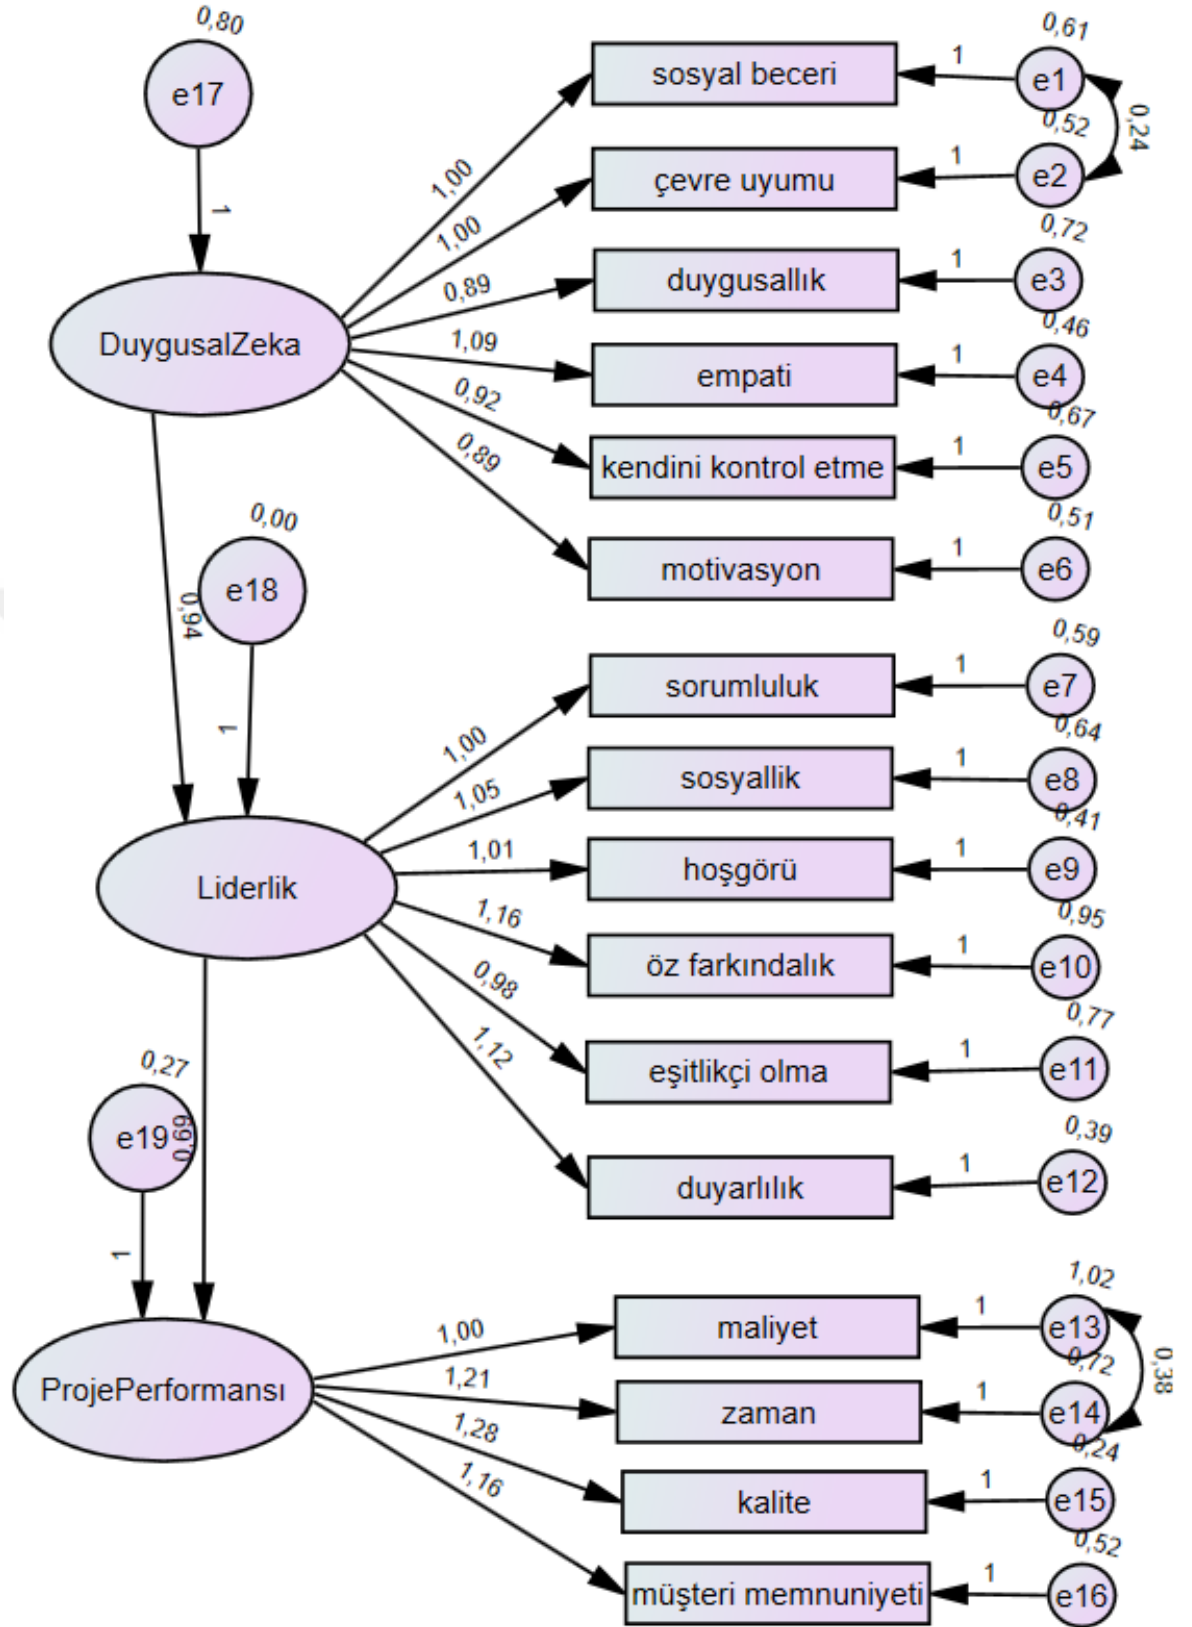 0,80
e17
1
DuygusalZeka
1,00
sosyal beceri
1
e1
0,61
0,24
1,00
çevre uyumu
1
e2
0,52
0,89
duygusallık
1
e3
0,72
1,09
empati
1
e4
0,46
0,92
kendini kontrol etme
1
e5
0,67
0,89
motivasyon
1
e6
0,51
0,94
0,00
e18
1
Liderlik
1,00
sorumluluk
1
e7
0,59
1,05
sosyallik
1
e8
0,64
1,01
hoşgörü
1
e9
0,41
1,16
öz farkındalık
1
e10
0,95
0,98
eşitlikçi olma
1
e11
0,77
1,12
duyarlılık
1
e12
0,39
0,69
0,27
e19
1
ProjePerformansı
1,00
maliyet
1
e13
1,02
0,38
1,21
zaman
1
e14
0,72
1,28
kalite
1
e15
0,24
1,16
müşteri memnuniyeti
1
e16
0,52